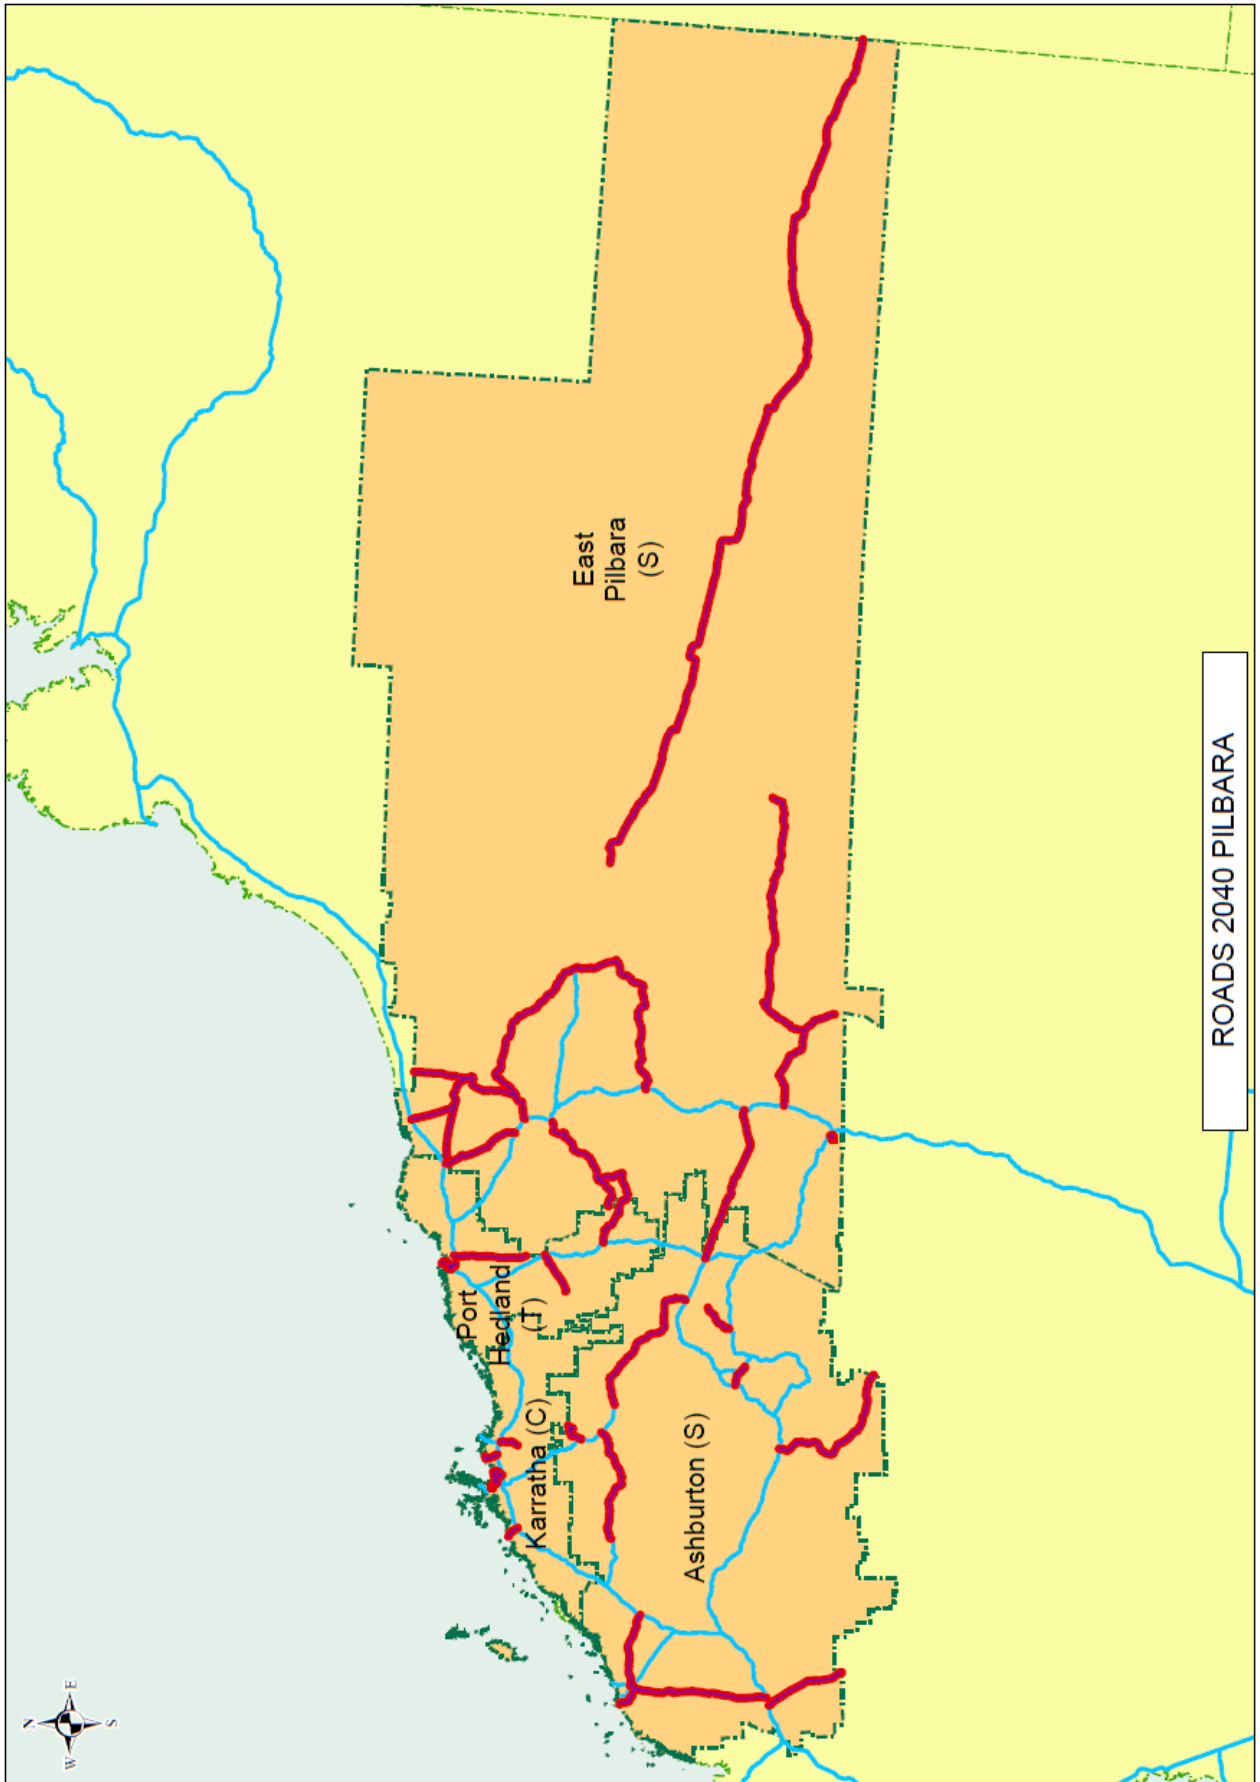 N
W E
S
East
Pilbara
(S)
Port
Hedland
(T)
Karratha (C)
Ashburton (S)
ROADS 2040 PILBARA